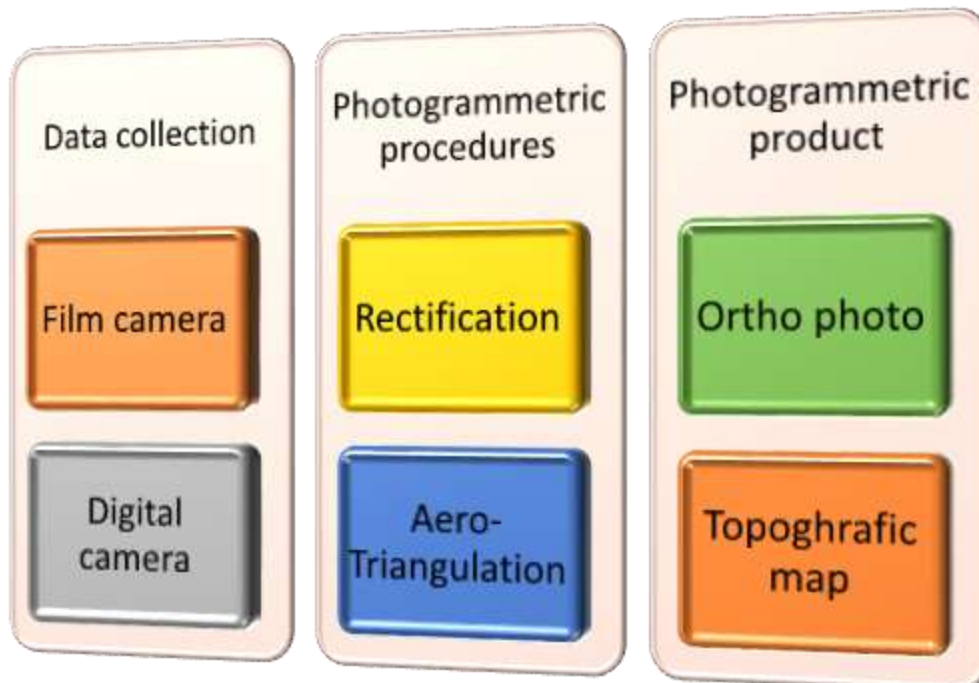 Data collection
Film camera
Digital
camera
Photogrammetric
procedures
Rectification
Aero-
Triangulation
Photogrammetric
product
Ortho photo
Topoghrafic
map